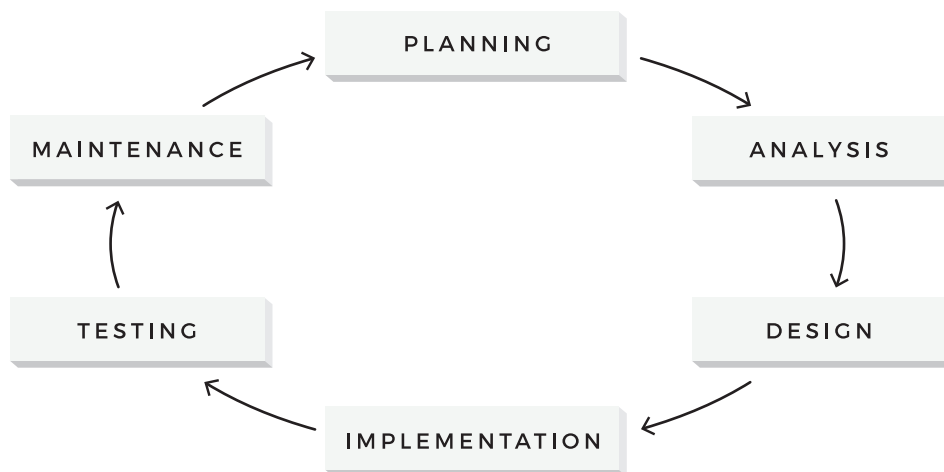 PLANNING
MAINTENANCE
ANALYSIS
TESTING
DESIGN
IMPLEMENTATION